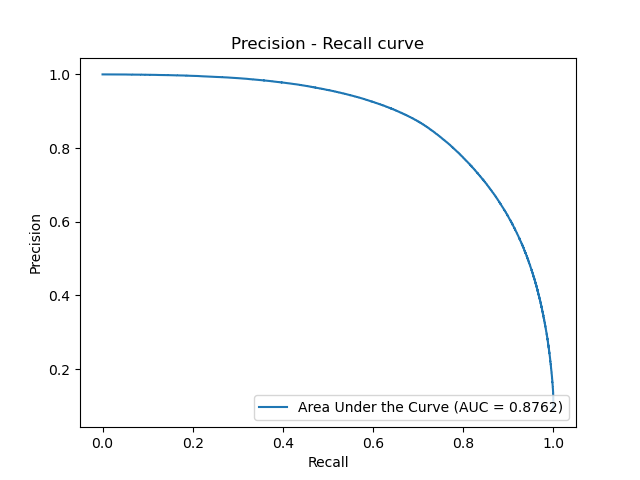 Precision - Recall curve
1.0
0.8
0.6
0.4
0.2
Precision
Area Under the Curve (AUC = 0.8762)
0.0 0.2 0.4 0.6 0.8 1.0
Recall